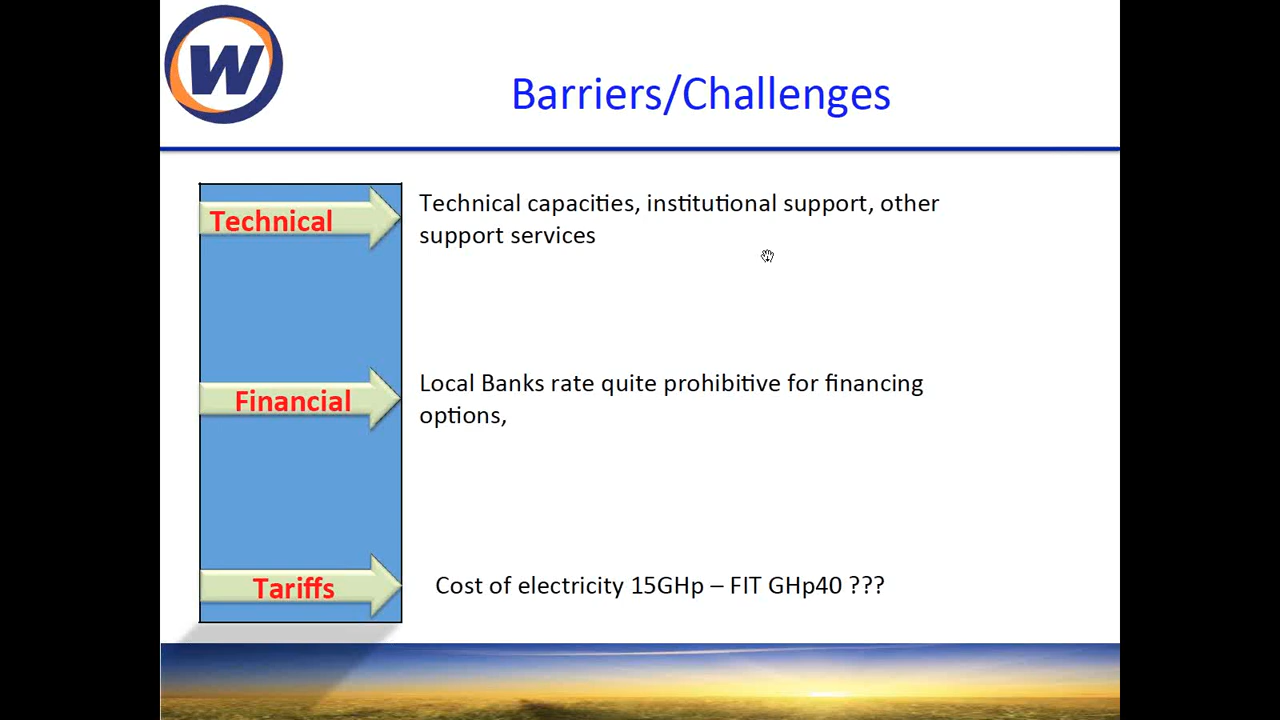 W
Barriers/Challenges
Technical
Technical capacities, institutional support, other
support services
Financial
Local Banks rate quite prohibitive for financing
options,
Tariffs
Cost of electricity 15GHp – FIT GHp40 ???